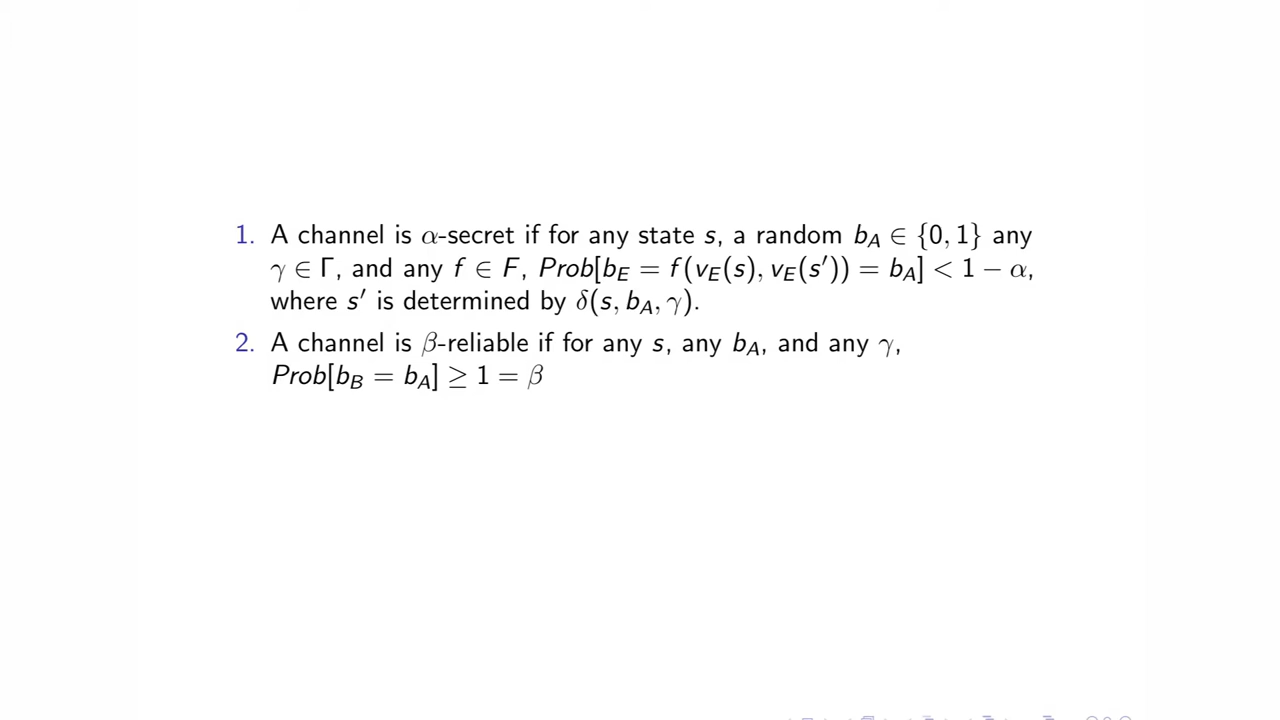 1. A channel is α-secret if for any state s, a random b_A ∈ {0, 1} any
γ ∈ Γ, and any f ∈ F, Prob[b_E = f(v_E(s), v_E(s′)) = b_A] < 1 − α,
where s′ is determined by δ(s, b_A, γ).
2. A channel is β-reliable if for any s, any b_A, and any γ,
Prob[b_B = b_A] ≥ 1 = β